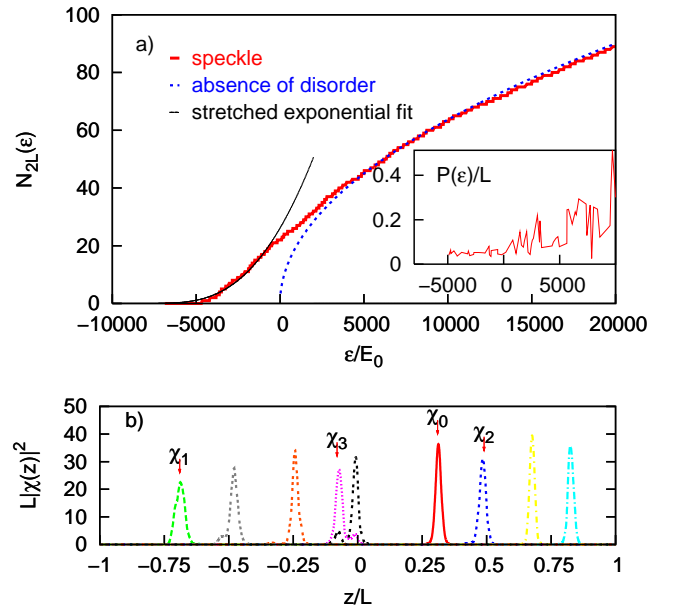 100
80
60
40
20
0
N2L(ε)
a)
speckle
absence of disorder
stretched exponential fit
P(ε)/L
0.4
0.2
0
−5000 0 5000
−10000 −5000 0 5000 10000 15000 20000
ε/E0
b)
50
40
30
20
10
0
L|χ(z)|2
χ1 χ3 χ0 χ2
−1 −0.75 −0.5 −0.25 0 0.25 0.5 0.75 1
z/L